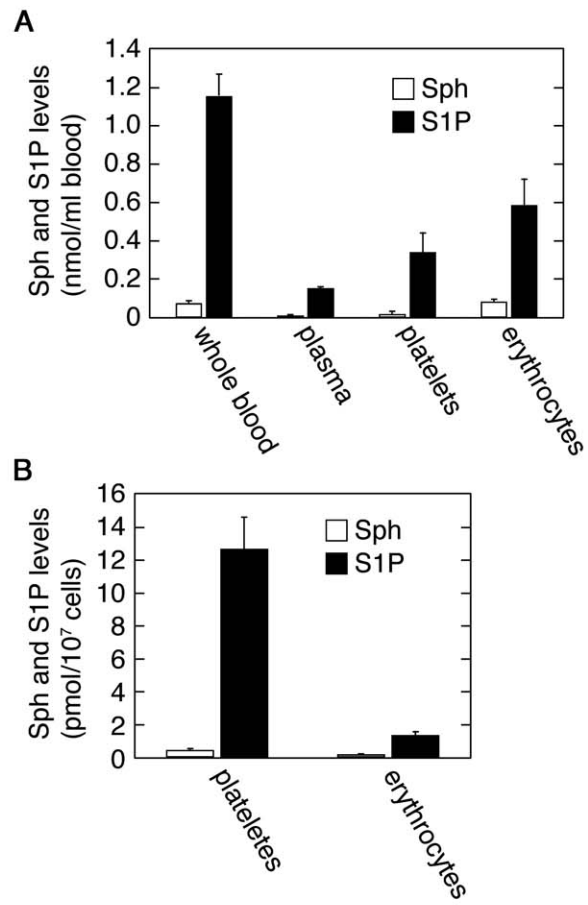 A
Sph and S1P levels
(nmol/ml blood)
1.4
1.2
1.0
0.8
0.6
0.4
0.2
0
Sph
S1P
whole blood
plasma
platelets
erythrocytes
B
Sph and S1P levels
(pmol/10⁷ cells)
16
14
12
10
8
6
4
2
0
Sph
S1P
plateletes
erythrocytes